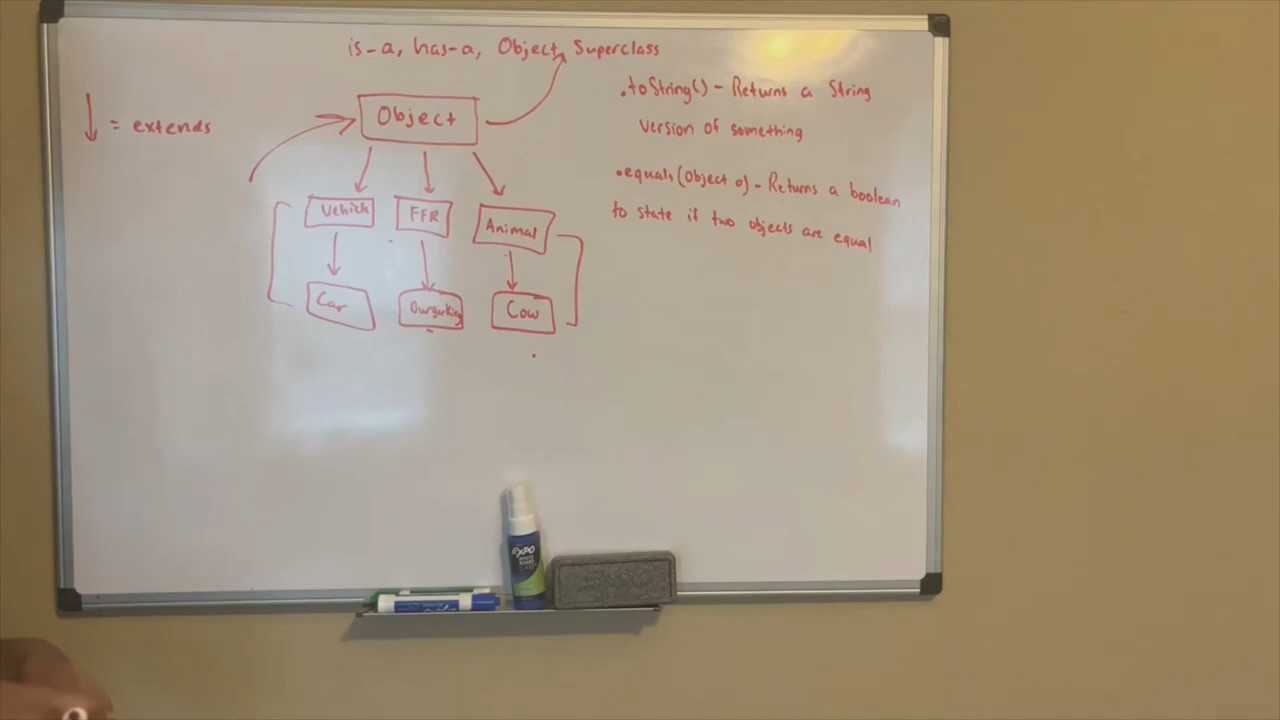 is-a, has-a, Object Superclass
.toString() - Returns a String
version of something
.equals(Object o) - Returns a boolean
to state if two objects are equal
= extends
Object
Vehicle
FFR
Animal
Car
Burgurking
Cow
EXPO